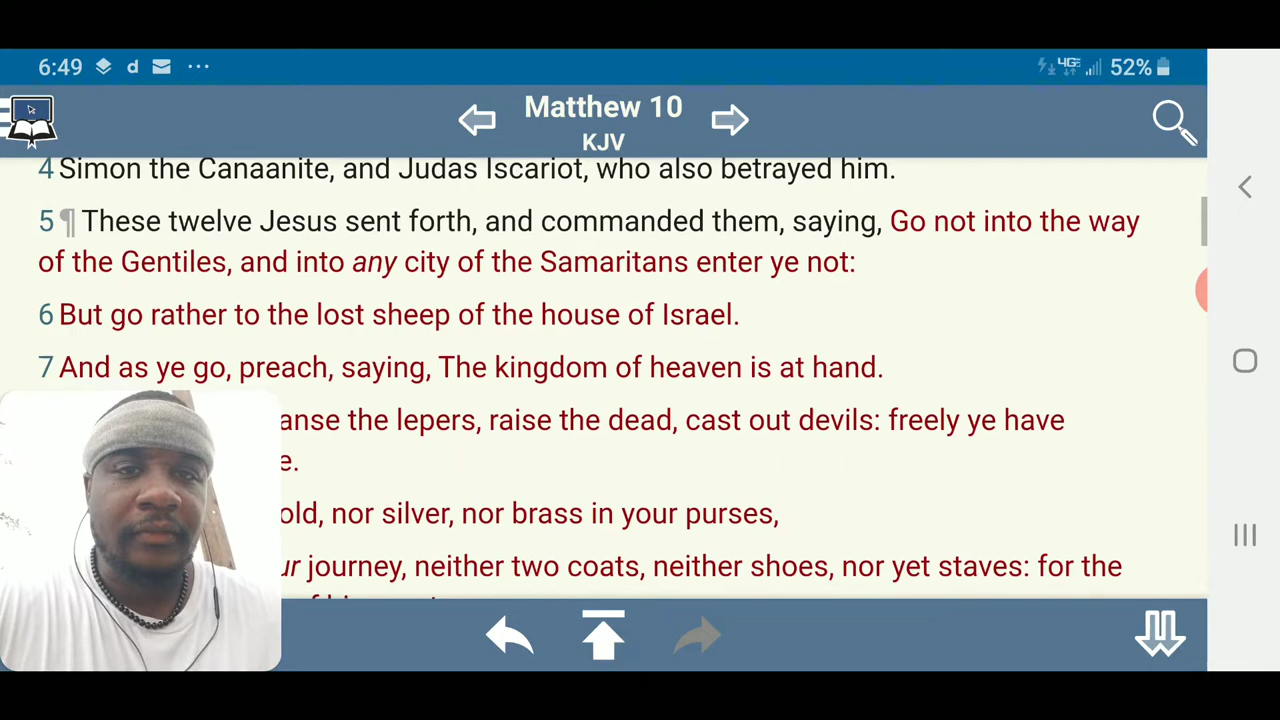 6:49 d ... 4GE 52%
Matthew 10
KJV
4 Simon the Canaanite, and Judas Iscariot, who also betrayed him.
5 ¶ These twelve Jesus sent forth, and commanded them, saying, Go not into the way
of the Gentiles, and into any city of the Samaritans enter ye not:
6 But go rather to the lost sheep of the house of Israel.
7 And as ye go, preach, saying, The kingdom of heaven is at hand.
anse the lepers, raise the dead, cast out devils: freely ye have
e.
old, nor silver, nor brass in your purses,
ur journey, neither two coats, neither shoes, nor yet staves: for the